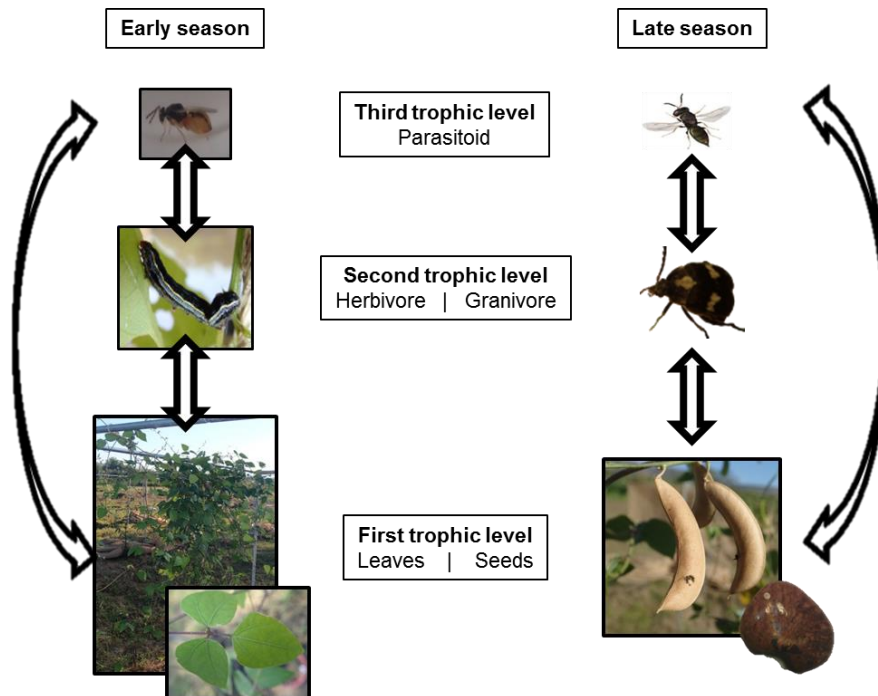 Early season
Late season
Third trophic level
Parasitoid
Second trophic level
Herbivore | Granivore
First trophic level
Leaves | Seeds